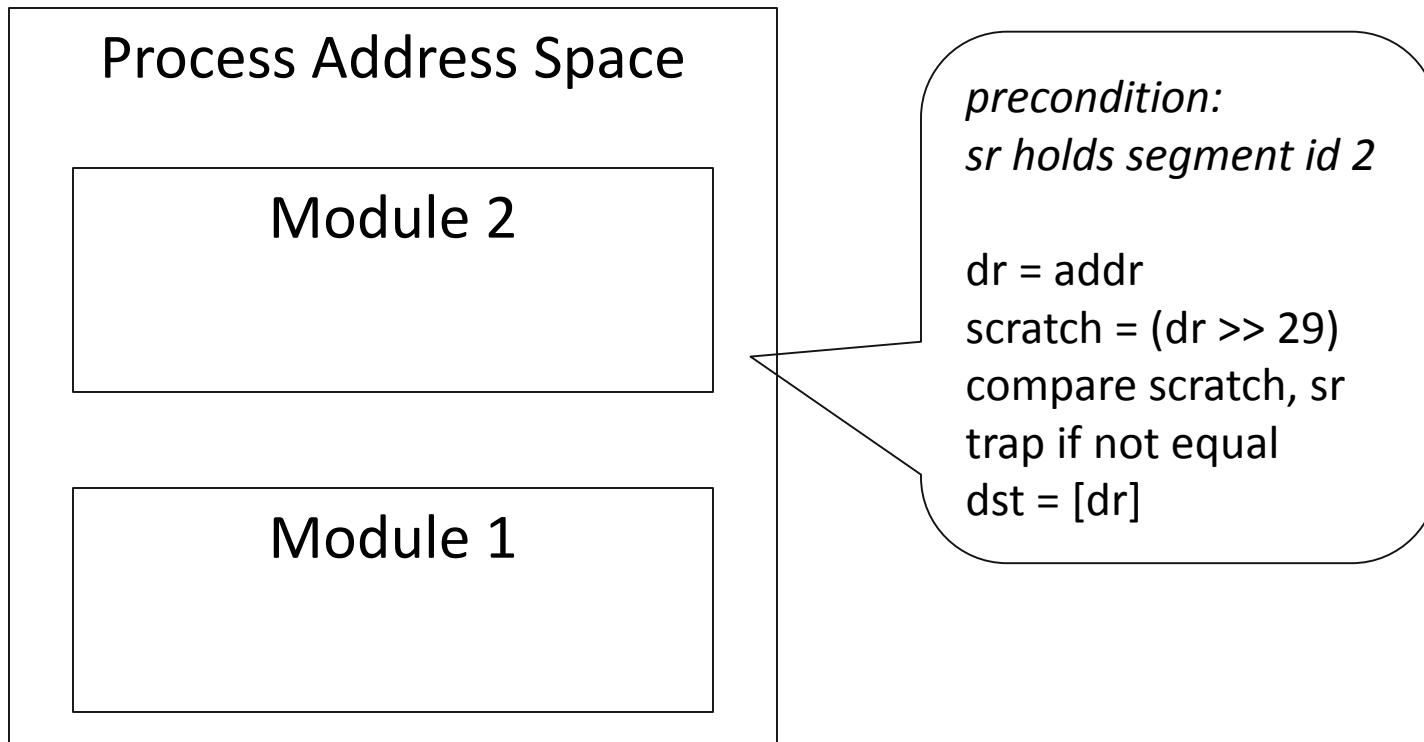 Process Address Space
Module 2
Module 1
precondition:
sr holds segment id 2
dr = addr
scratch = (dr >> 29)
compare scratch, sr
trap if not equal
dst = [dr]